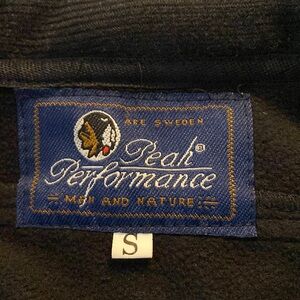 ARE SWEDEN
Peak®
Performance
MAN AND NATURE
S